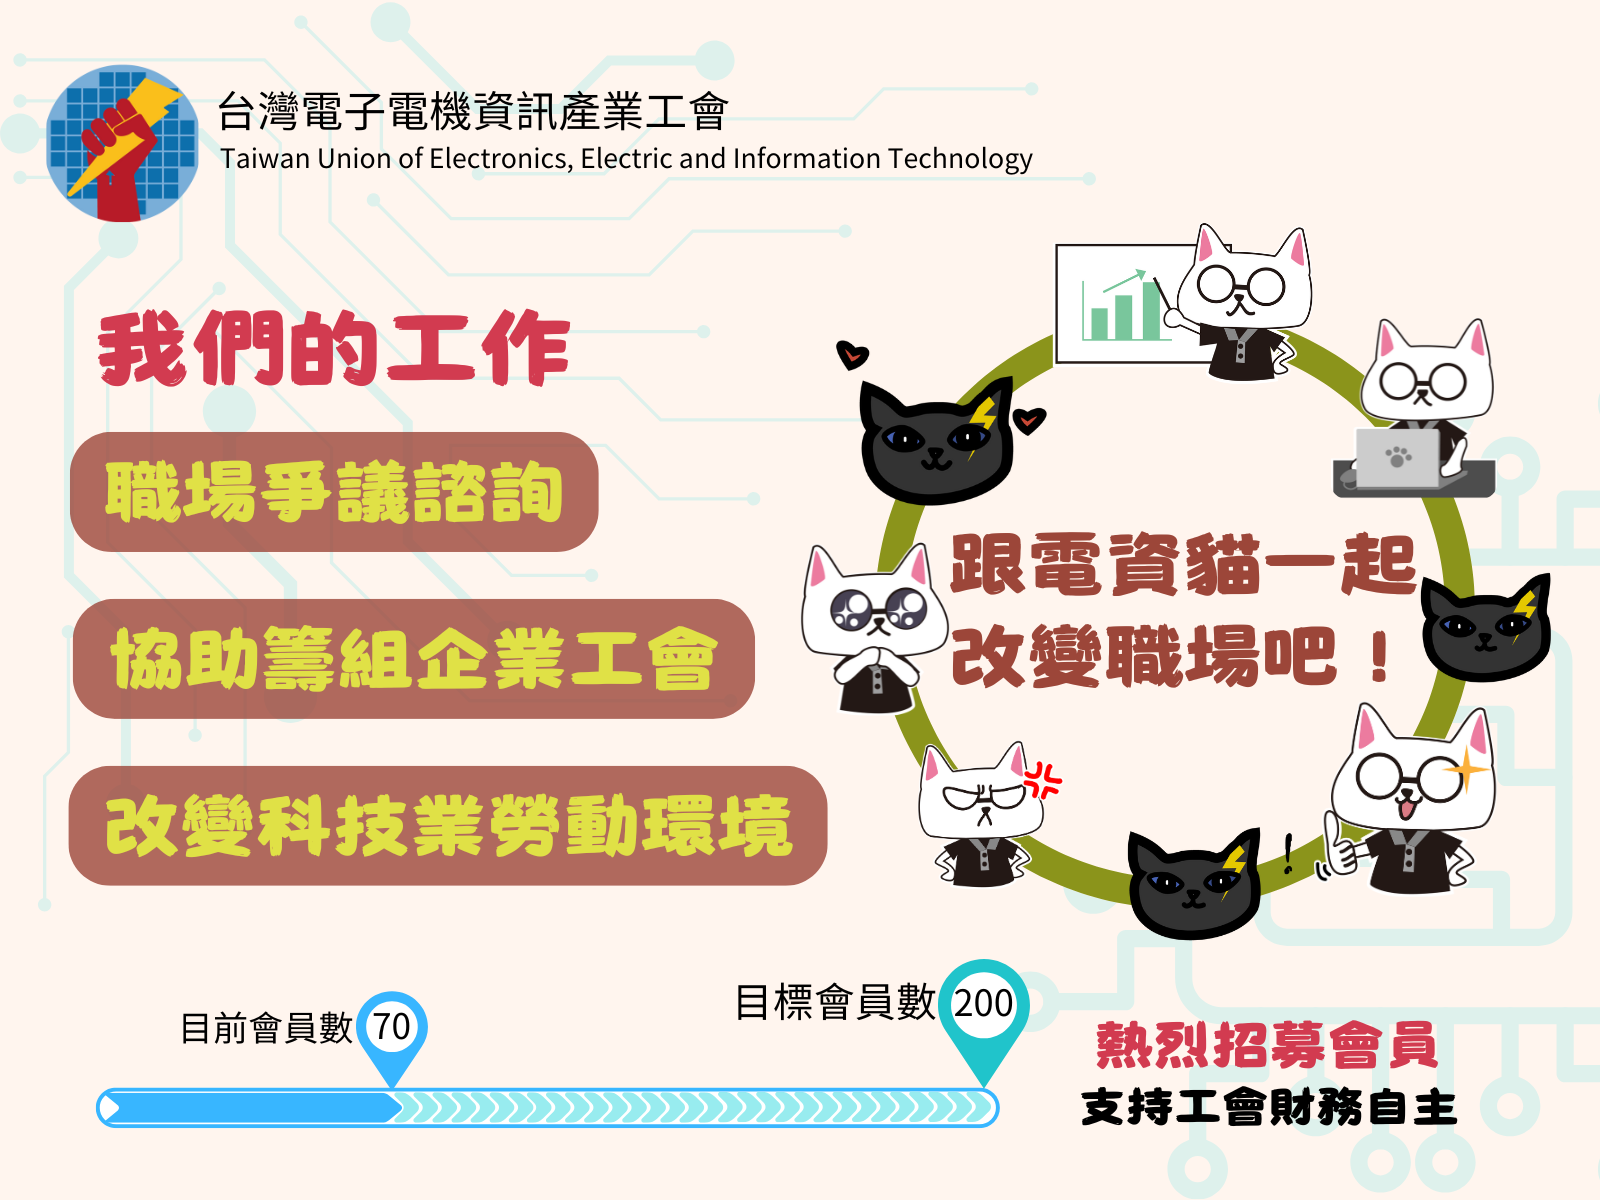 台灣電子電機資訊產業工會
Taiwan Union of Electronics, Electric and Information Technology
我們的工作
職場爭議諮詢
協助籌組企業工會
改變科技業勞動環境
跟電資貓一起
改變職場吧！
!
目前會員數 70
目標會員數 200
熱烈招募會員
支持工會財務自主